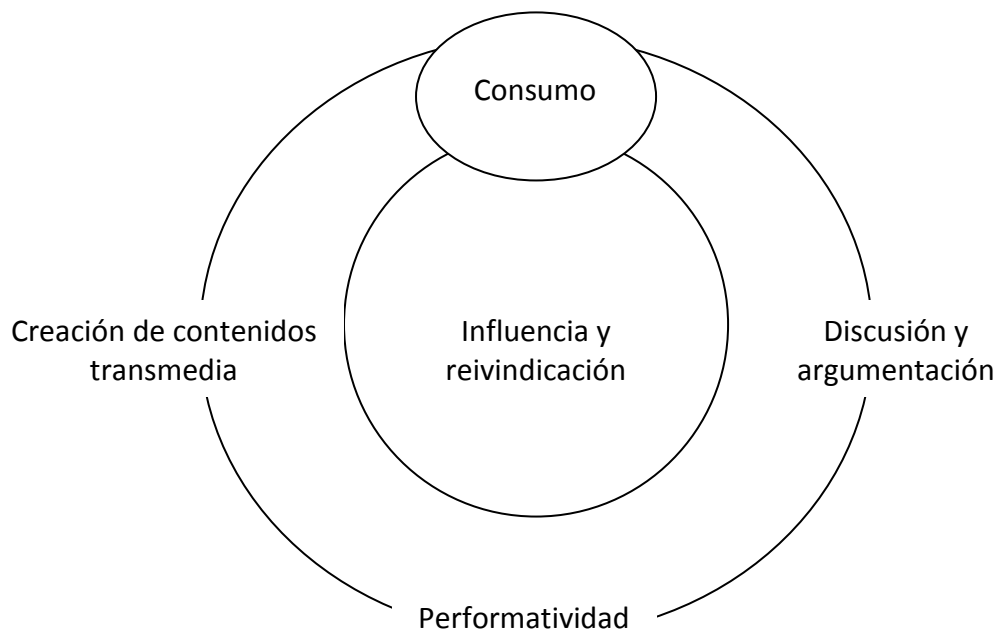 Consumo
Creación de contenidos
transmedia
Influencia y
reivindicación
Discusión y
argumentación
Performatividad